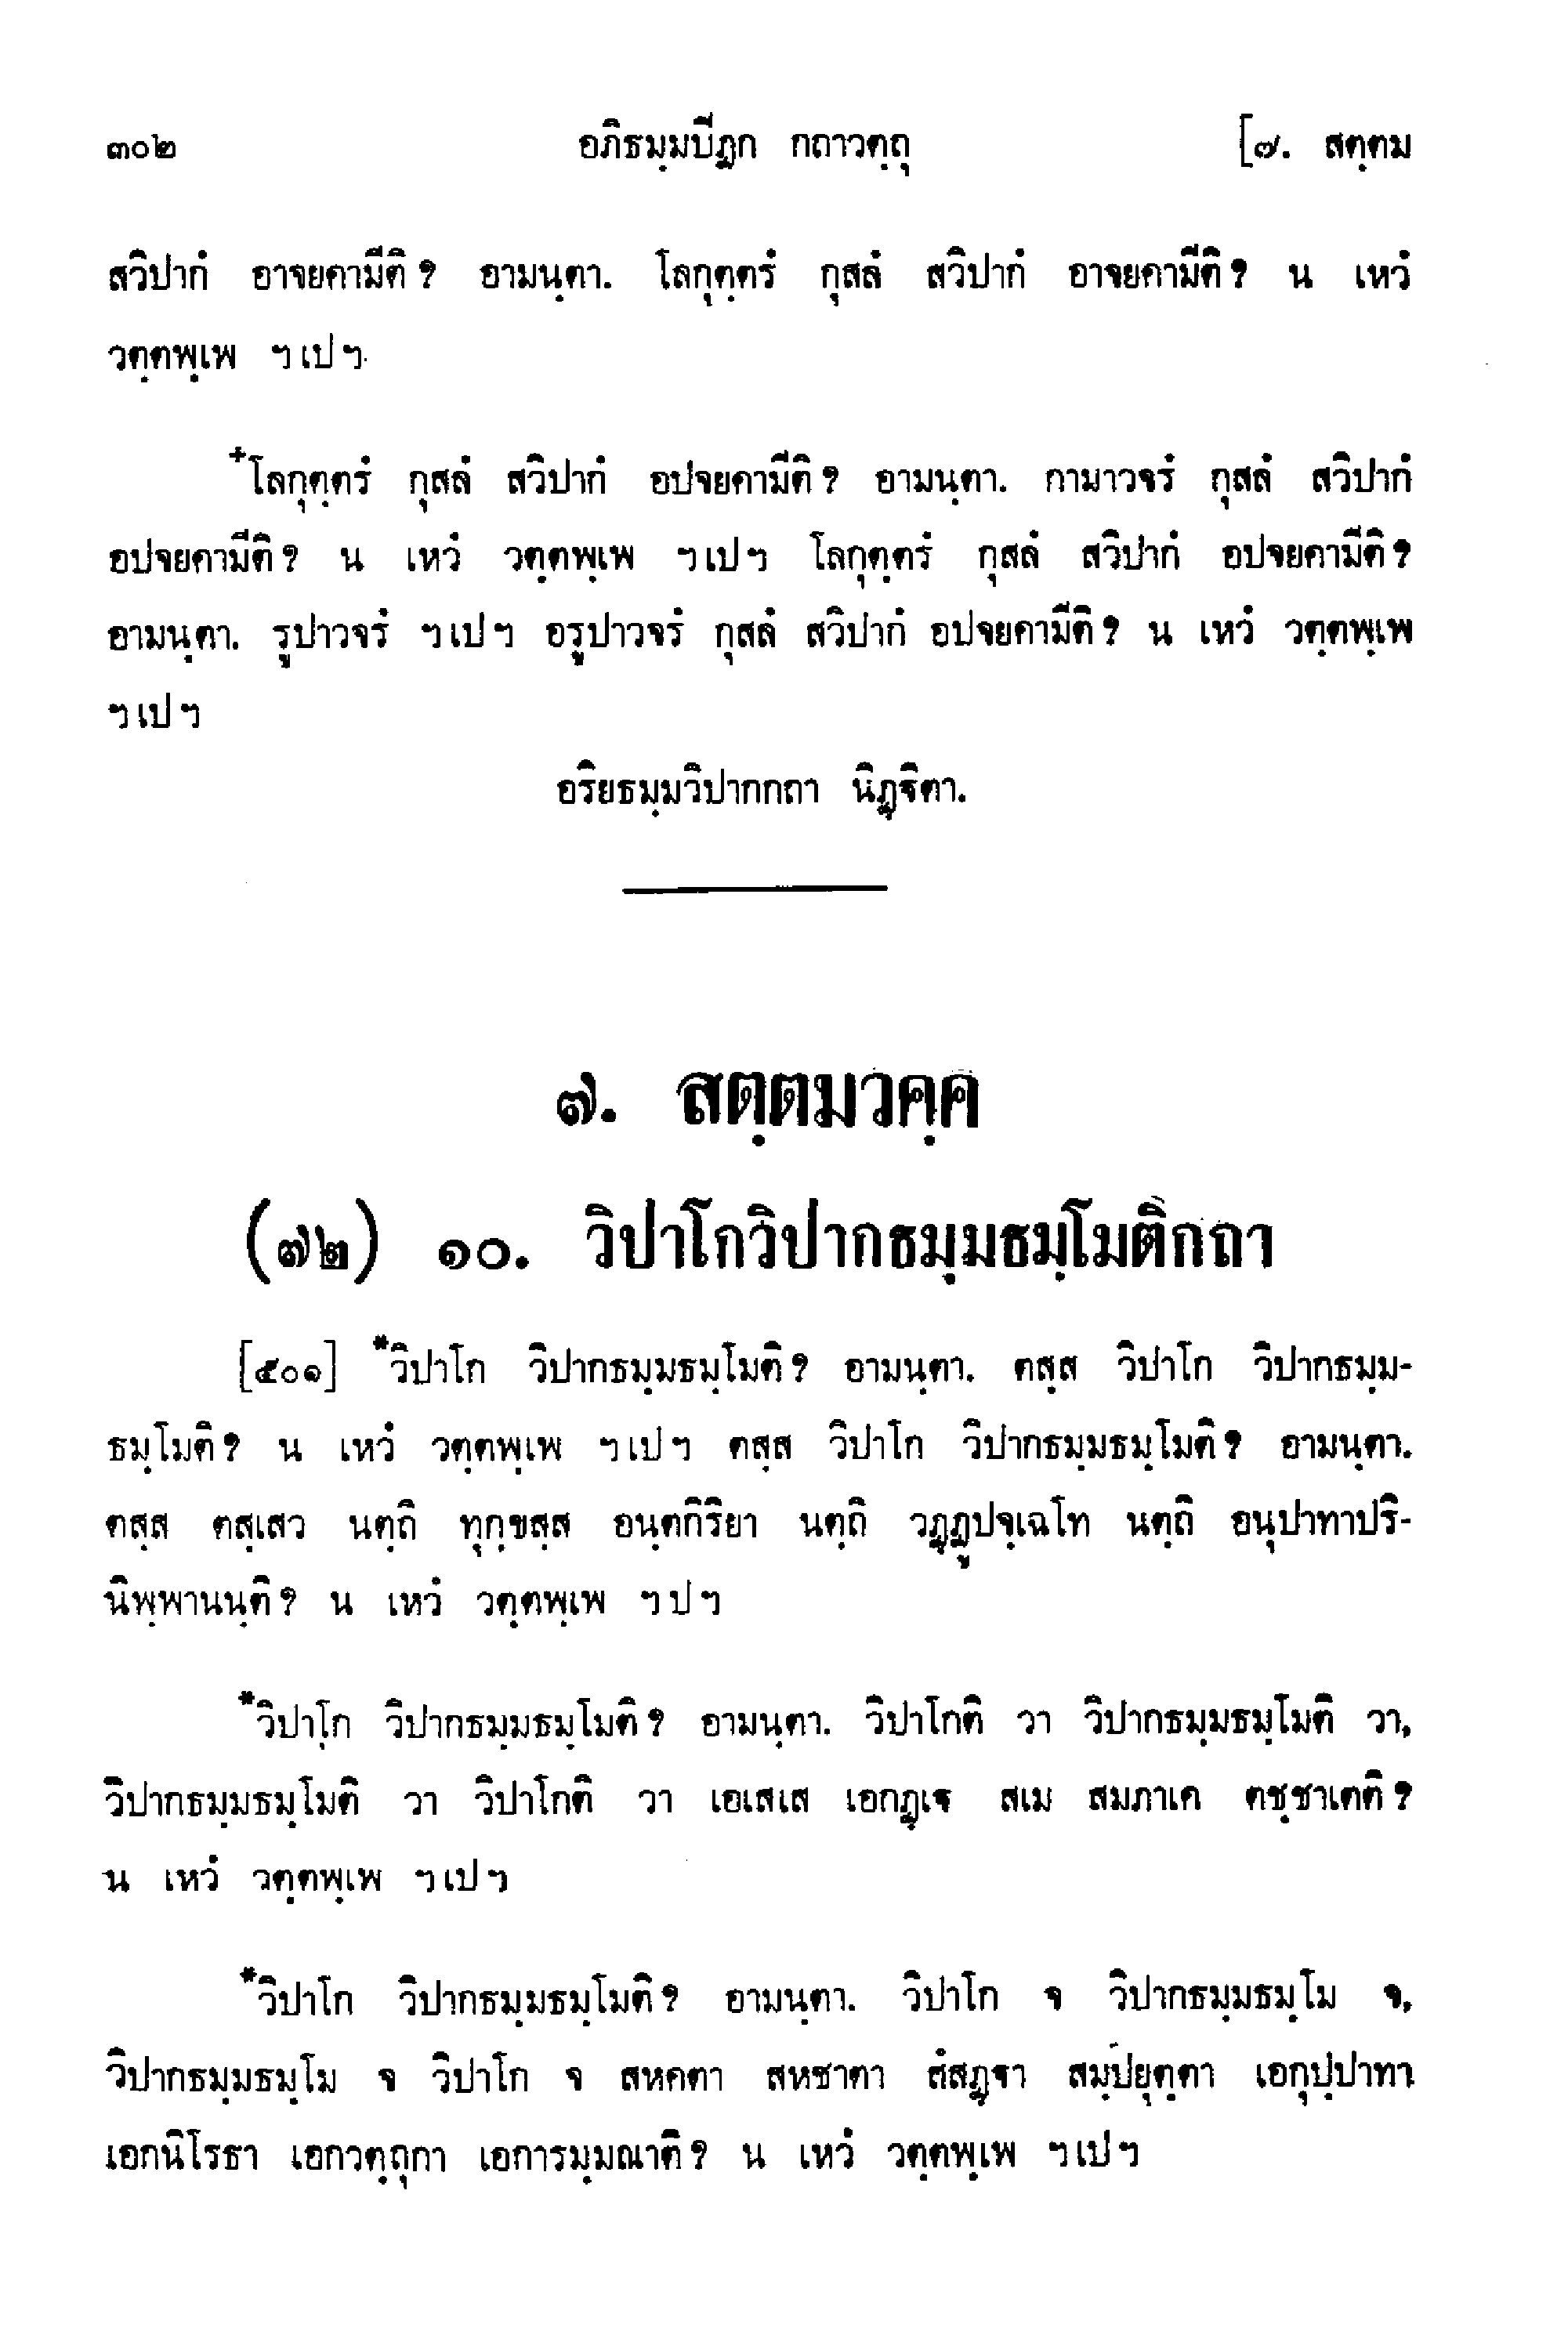 ๓๐๒ อภิธมฺมปีฏก กถาวตฺถุ [๗. สตฺตม
สวิปากํ อาจยคามีติ? อามนฺตา. โลกุตฺตรํ กุสลํ สวิปากํ อาจยคามีติ? น เหวํ
วตฺตพฺเพ ฯเปฯ
+โลกุตฺตรํ กุสลํ สวิปากํ อปจยคามีติ? อามนฺตา. กามาวจรํ กุสลํ สวิปากํ
อปจยคามีติ? น เหวํ วตฺตพฺเพ ฯเปฯ โลกุตฺตรํ กุสลํ สวิปากํ อปจยคามีติ?
อามนฺตา. รูปาวจรํ ฯเปฯ อรูปาวจรํ กุสลํ สวิปากํ อปจยคามีติ? น เหวํ วตฺตพฺเพ
ฯเปฯ
อริยธมฺมวิปากกถา นิฏฺฐิตา.
๗. สตฺตมวคฺค
(๗๒) ๑๐. วิปาโกวิปากธมฺมธมฺโมติกถา
[๕๐๑] *วิปาโก วิปากธมฺมธมฺโมติ? อามนฺตา. ตสฺส วิปาโก วิปากธมฺม-
ธมฺโมติ? น เหวํ วตฺตพฺเพ ฯเปฯ ตสฺส วิปาโก วิปากธมฺมธมฺโมติ? อามนฺตา.
ตสฺส ตสฺเสว นตฺถิ ทุกฺขสฺส อนฺตกิริยา นตฺถิ วฏฺฏูปจฺเฉโท นตฺถิ อนุปาทาปริ-
นิพฺพานนฺติ? น เหวํ วตฺตพฺเพ ฯปฯ
*วิปาโก วิปากธมฺมธมฺโมติ? อามนฺตา. วิปาโกติ วา วิปากธมฺมธมฺโมติ วา,
วิปากธมฺมธมฺโมติ วา วิปาโกติ วา เอเสเส เอกฏฺเฐ สเม สมภาเค ตชฺชาเตติ?
น เหวํ วตฺตพฺเพ ฯเปฯ
*วิปาโก วิปากธมฺมธมฺโมติ? อามนฺตา. วิปาโก จ วิปากธมฺมธมฺโม จ,
วิปากธมฺมธมฺโม จ วิปาโก จ สหคตา สหชาตา สํสฏฺฐา สมฺปยุตฺตา เอกุปฺปาทา
เอกนิโรธา เอกวตฺถุกา เอการมฺมณาติ? น เหวํ วตฺตพฺเพ ฯเปฯ